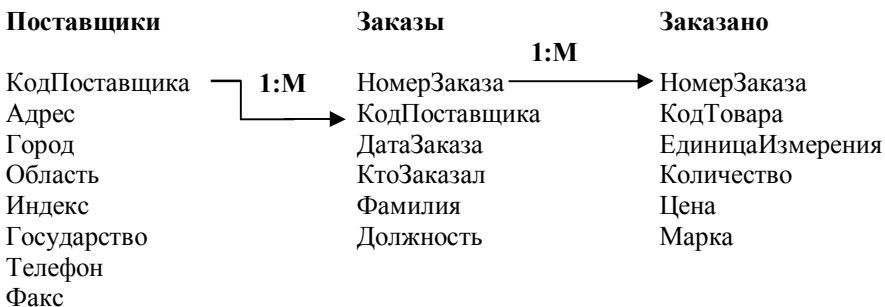 Поставщики Заказы Заказано
1:М
КодПоставщика 1:М НомерЗаказа НомерЗаказа
Адрес КодПоставщика КодТовара
Город ДатаЗаказа ЕдиницаИзмерения
Область КтоЗаказал Количество
Индекс Фамилия Цена
Государство Должность Марка
Телефон
Факс